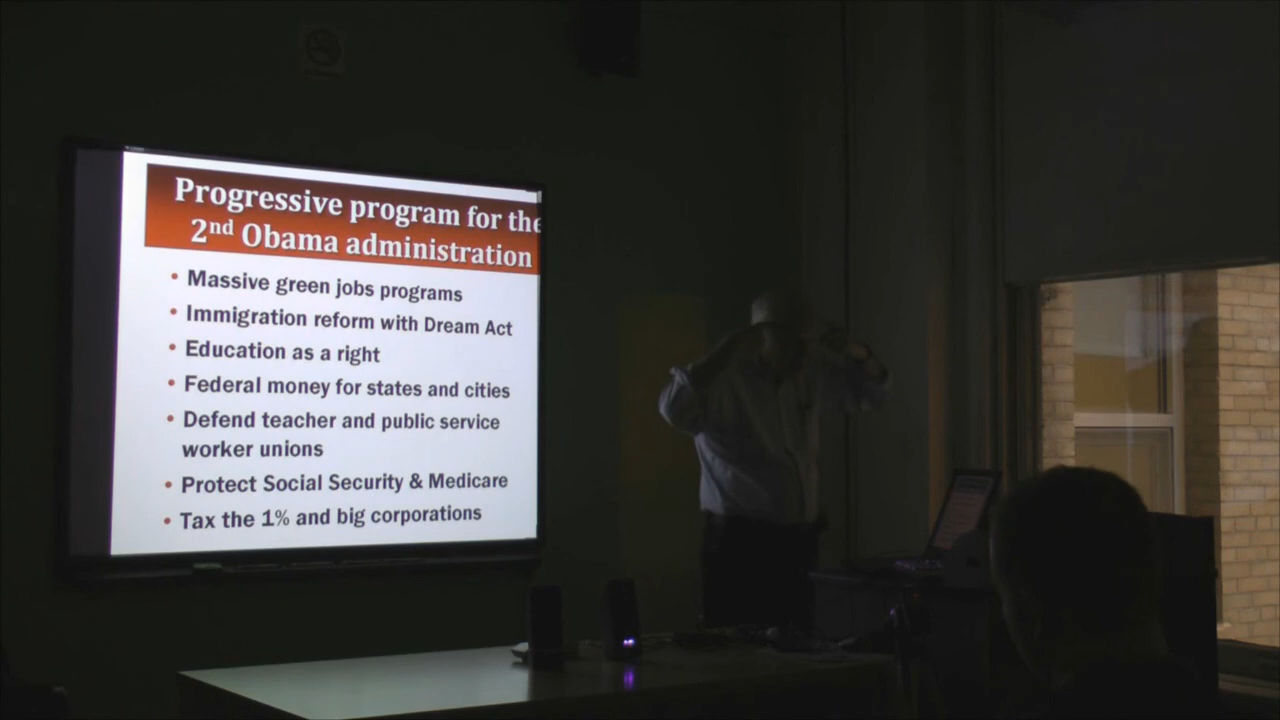 Progressive program for the
2nd Obama administration
• Massive green jobs programs
• Immigration reform with Dream Act
• Education as a right
• Federal money for states and cities
• Defend teacher and public service
worker unions
• Protect Social Security & Medicare
• Tax the 1% and big corporations